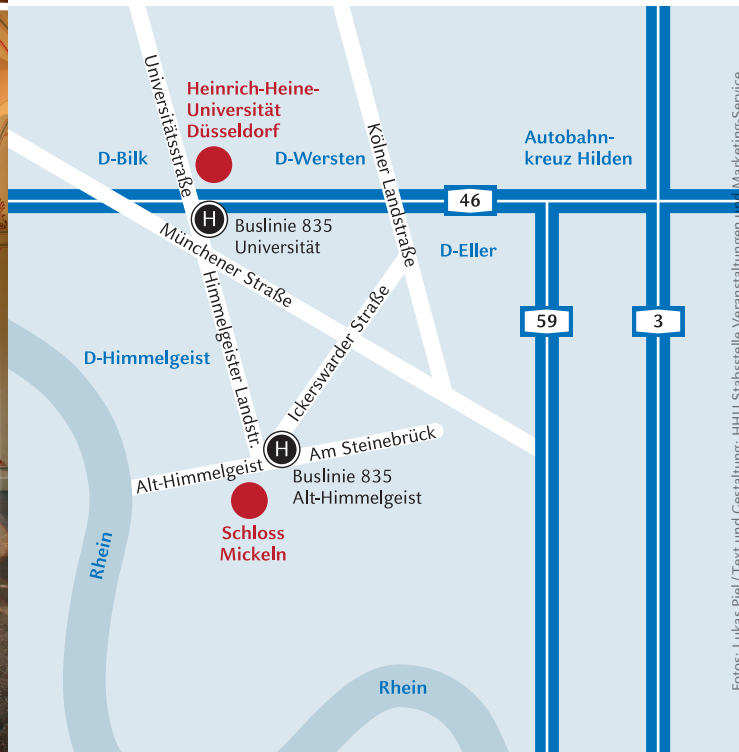 Universitätsstraße
Heinrich-Heine-
Universität
Düsseldorf
D-Bilk
D-Wersten
Kölner Landstraße
Autobahn-
kreuz Hilden
46
H
Buslinie 835
Universität
D-Eller
Münchener Straße
Himmelgeister Landstr.
Ickerswarder Straße
59
3
D-Himmelgeist
H
Am Steinebrück
Alt-Himmelgeist
Buslinie 835
Alt-Himmelgeist
Schloss
Mickeln
Rhein
Rhein
Fotos: Lukas Piel / Text und Gestaltung: HHU Stabsstelle Veranstaltungen und Marketing-Service